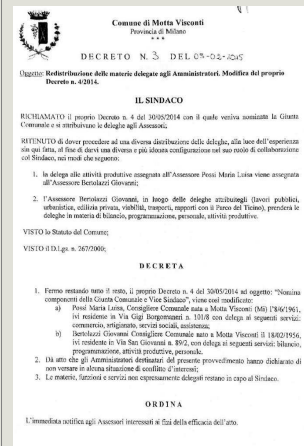 Comune di Motta Visconti
Provincia di Milano
* * *
DECRETO N. 3 DEL 05-02-2015
Oggetto: Redistribuzione delle materie delegate agli Amministratori. Modifica del proprio
Decreto n. 4/2014.
IL SINDACO
RICHIAMATO il proprio Decreto n. 4 del 30/05/2014 con il quale veniva nominata la Giunta
Comunale e si attribuivano le deleghe agli Assessori,
RITENUTO di dover procedere ad una diversa distribuzione delle deleghe, alla luce dell'esperienza
sin qui fatta, al fine di darvi una diversa e più idonea configurazione nel suo ruolo di collaborazione
col Sindaco, nei modi che seguono:
1. la delega alle attività produttive assegnata all'Assessore Possi Maria Luisa viene assegnata
all'Assessore Bertolazzi Giovanni;
2. l'Assessore Bertolazzi Giovanni, in luogo delle deleghe attribuitegli (lavori pubblici,
urbanistica, edilizia privata, viabilità, trasporti, rapporti con il Parco del Ticino), prenderà le
deleghe in materia di bilancio, programmazione, personale, attività produttive.
VISTO lo Statuto del Comune;
VISTO il D.Lgs. n. 267/2000;
DECRETA
1. Fermo restando tutto il resto, il proprio Decreto n. 4 del 30/05/2014 ad oggetto: "Nomina
componenti della Giunta Comunale e Vice Sindaco", viene così modificato:
a) Possi Maria Luisa, Consigliere Comunale nata a Motta Visconti (Mi) l'8/6/1961,
ivi residente in Via Gigi Borgomaneri n. 101/8 con delega ai seguenti servizi:
commercio, artigianato, servizi sociali, assistenza;
b) Bertolazzi Giovanni Consigliere Comunale nato a Motta Visconti il 18/02/1956,
ivi residente in Via San Giovanni n. 89/2, con delega ai seguenti servizi: bilancio,
programmazione, attività produttive, personale.
2. Dà atto che gli Amministratori destinatari del presente provvedimento hanno dichiarato di
non versare in alcuna situazione di conflitto d'interessi;
3. Le materie, funzioni e servizi non espressamente delegati restano in capo al Sindaco.
ORDINA
L'immediata notifica agli Assessori interessati ai fini della efficacia dell'atto.